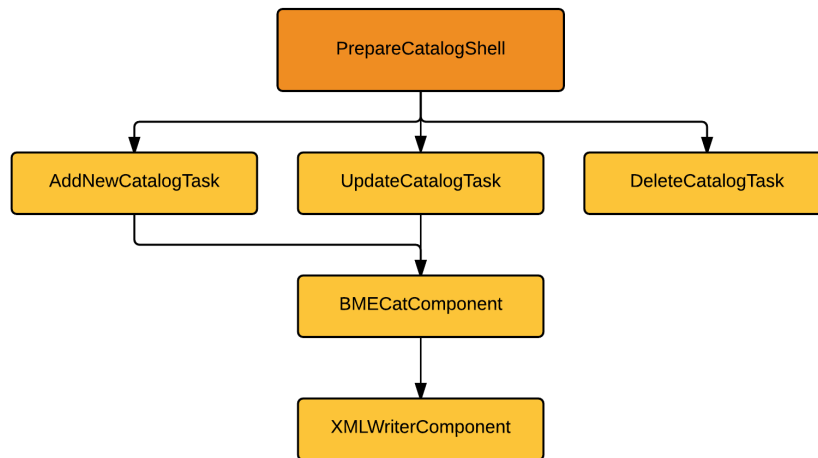 PrepareCatalogShell
AddNewCatalogTask
UpdateCatalogTask
DeleteCatalogTask
BMECatComponent
XMLWriterComponent